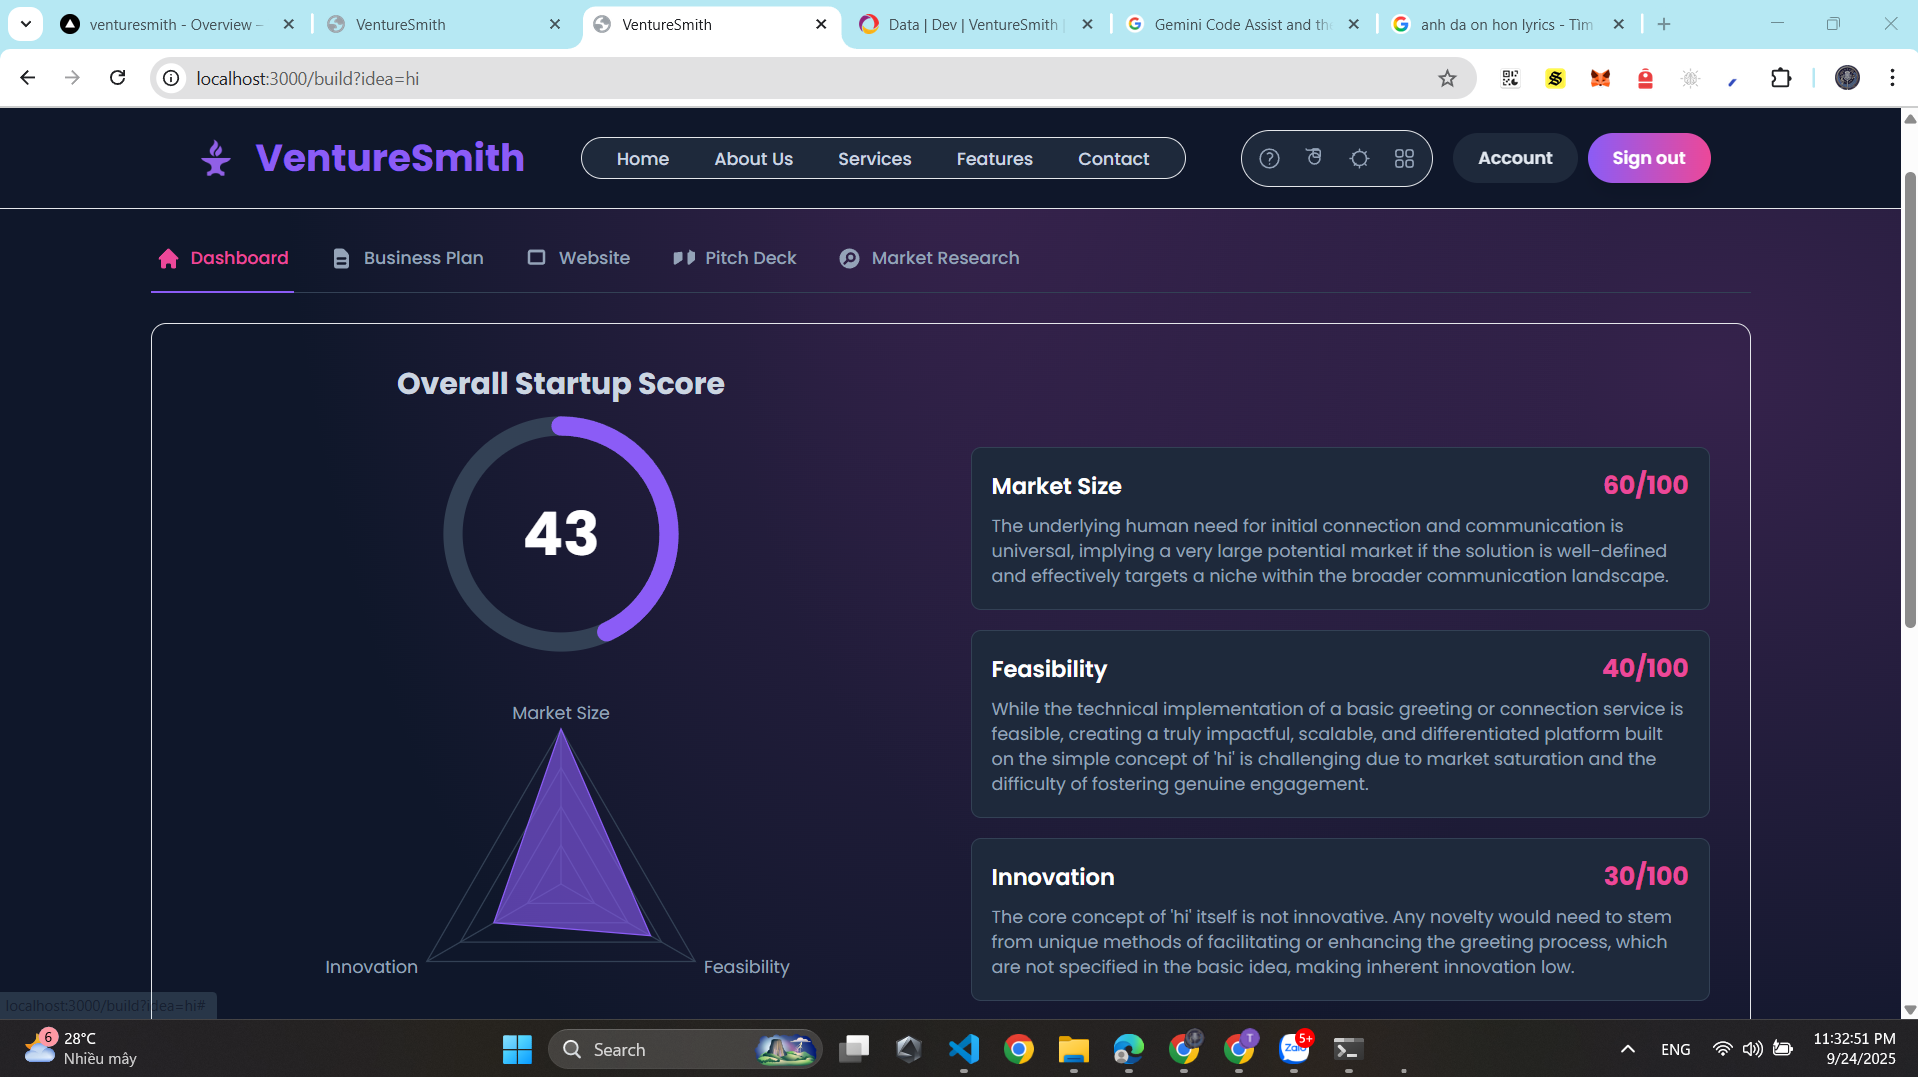 venturesmith - Overview –
VentureSmith
VentureSmith
Data | Dev | VentureSmith |
Gemini Code Assist and the
anh da on hon lyrics - Tìm
localhost:3000/build?idea=hi
VentureSmith
Home
About Us
Services
Features
Contact
Account
Sign out
Dashboard
Business Plan
Website
Pitch Deck
Market Research
Overall Startup Score
43
Market Size
Innovation
Feasibility
Market Size
60/100
The underlying human need for initial connection and communication is
universal, implying a very large potential market if the solution is well-defined
and effectively targets a niche within the broader communication landscape.
Feasibility
40/100
While the technical implementation of a basic greeting or connection service is
feasible, creating a truly impactful, scalable, and differentiated platform built
on the simple concept of 'hi' is challenging due to market saturation and the
difficulty of fostering genuine engagement.
Innovation
30/100
The core concept of 'hi' itself is not innovative. Any novelty would need to stem
from unique methods of facilitating or enhancing the greeting process, which
are not specified in the basic idea, making inherent innovation low.
localhost:3000/build?idea=hi#
6
28°C
Nhiều mây
Search
T
Zalo
5+
ENG
11:32:51 PM
9/24/2025